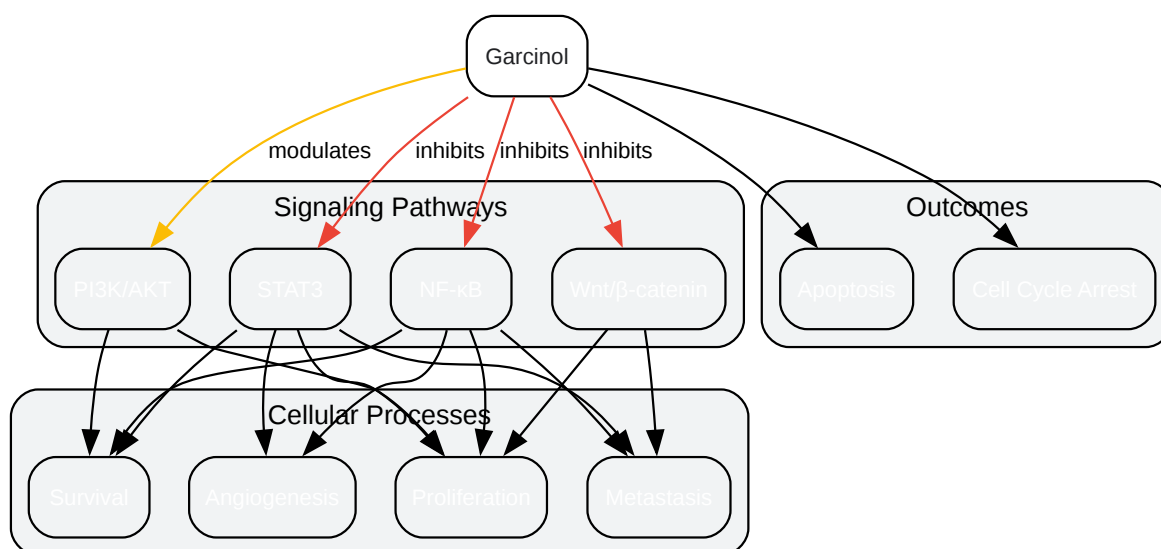 Garcinol
modulates
inhibits
inhibits
inhibits
Signaling Pathways
Outcomes
PI3K/AKT
STAT3
NF-κB
Wnt/β-catenin
Apoptosis
Cell Cycle Arrest
Cellular Processes
Survival
Angiogenesis
Proliferation
Metastasis